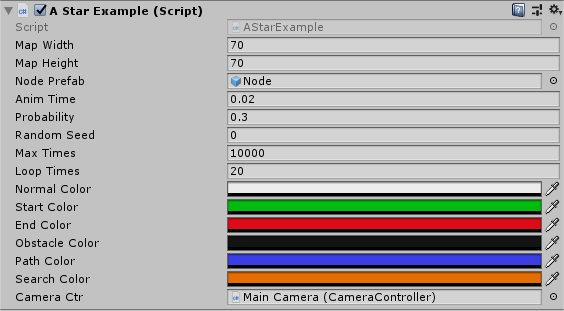 A Star Example (Script)
Script AStarExample
Map Width 70
Map Height 70
Node Prefab Node
Anim Time 0.02
Probability 0.3
Random Seed 0
Max Times 10000
Loop Times 20
Normal Color
Start Color
End Color
Obstacle Color
Path Color
Search Color
Camera Ctr Main Camera (CameraController)